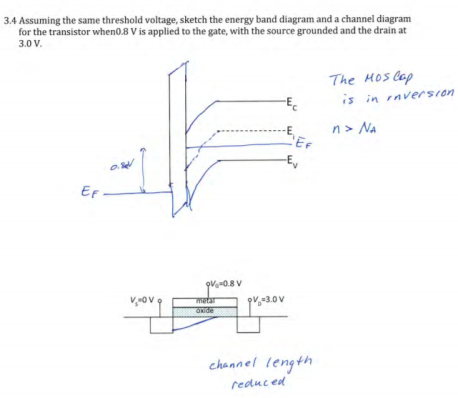 3.4 Assuming the same threshold voltage, sketch the energy band diagram and a channel diagram
for the transistor when0.8 V is applied to the gate, with the source grounded and the drain at
3.0 V.
The MOS Cap
is in inversion
n > NA
Ec
Ei
EF
Ev
0.8eV
EF
VG=0.8 V
VS=0 V
metal
VD=3.0 V
oxide
channel length
reduced